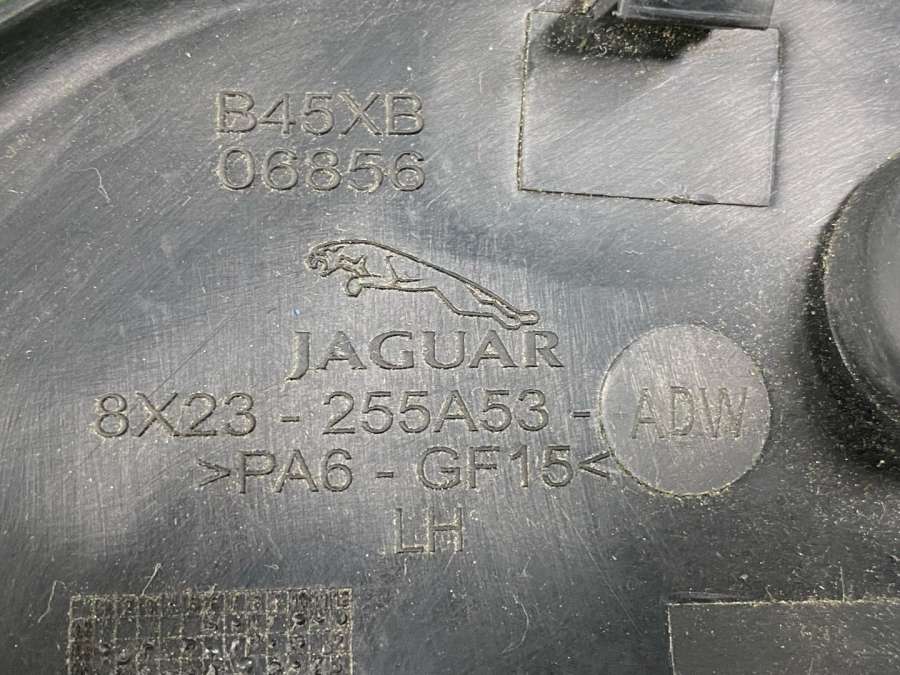 B45XB
06856
JAGUAR
8X23 - 255A53 - ADW
>PA6 - GF15<
LH